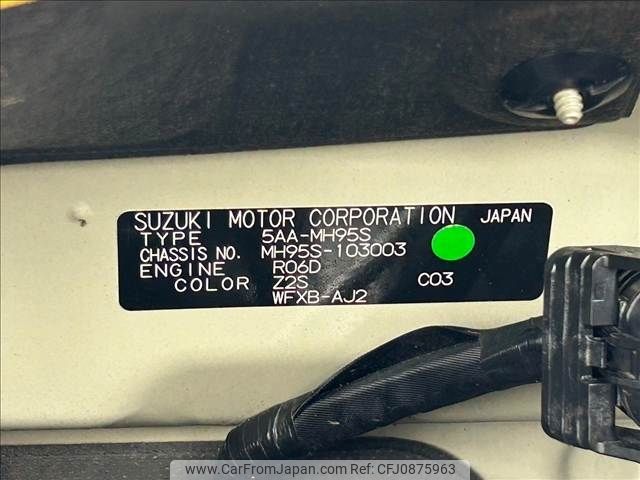 SUZUKI MOTOR CORPORATION JAPAN
TYPE 5AA-MH95S
CHASSIS NO. MH95S-103003
ENGINE R06D
COLOR Z2S C03
WFXB-AJ2
www.CarFromJapan.com No. CFJ0875963